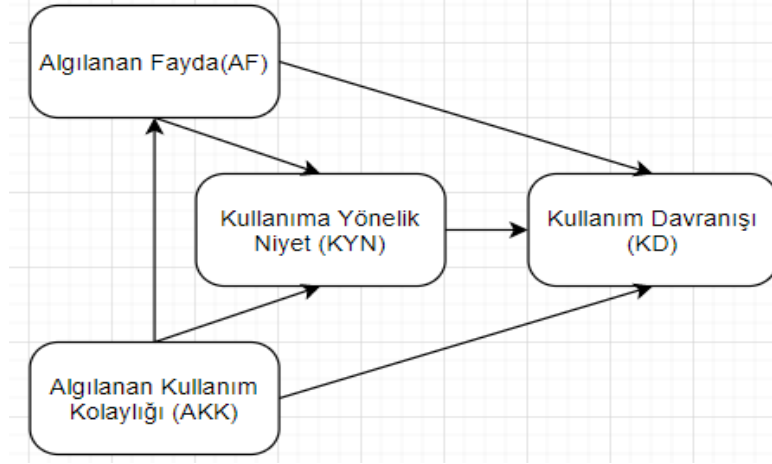 Algılanan Fayda(AF)
Kullanıma Yönelik
Niyet (KYN)
Kullanım Davranışı
(KD)
Algılanan Kullanım
Kolaylığı (AKK)